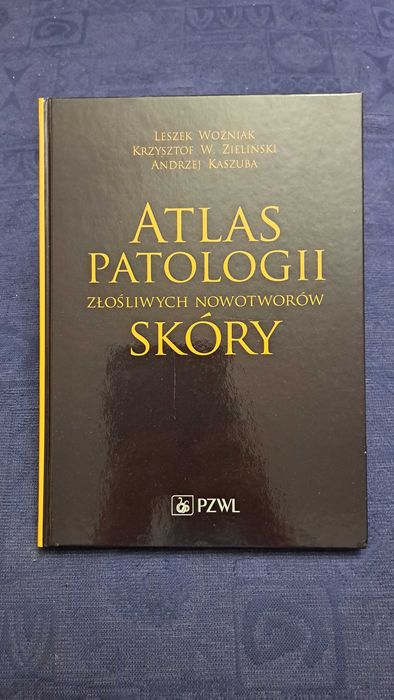 Leszek Woźniak
Krzysztof W. Zieliński
Andrzej Kaszuba
Atlas
patologii
złośliwych nowotworów
skóry
PZWL